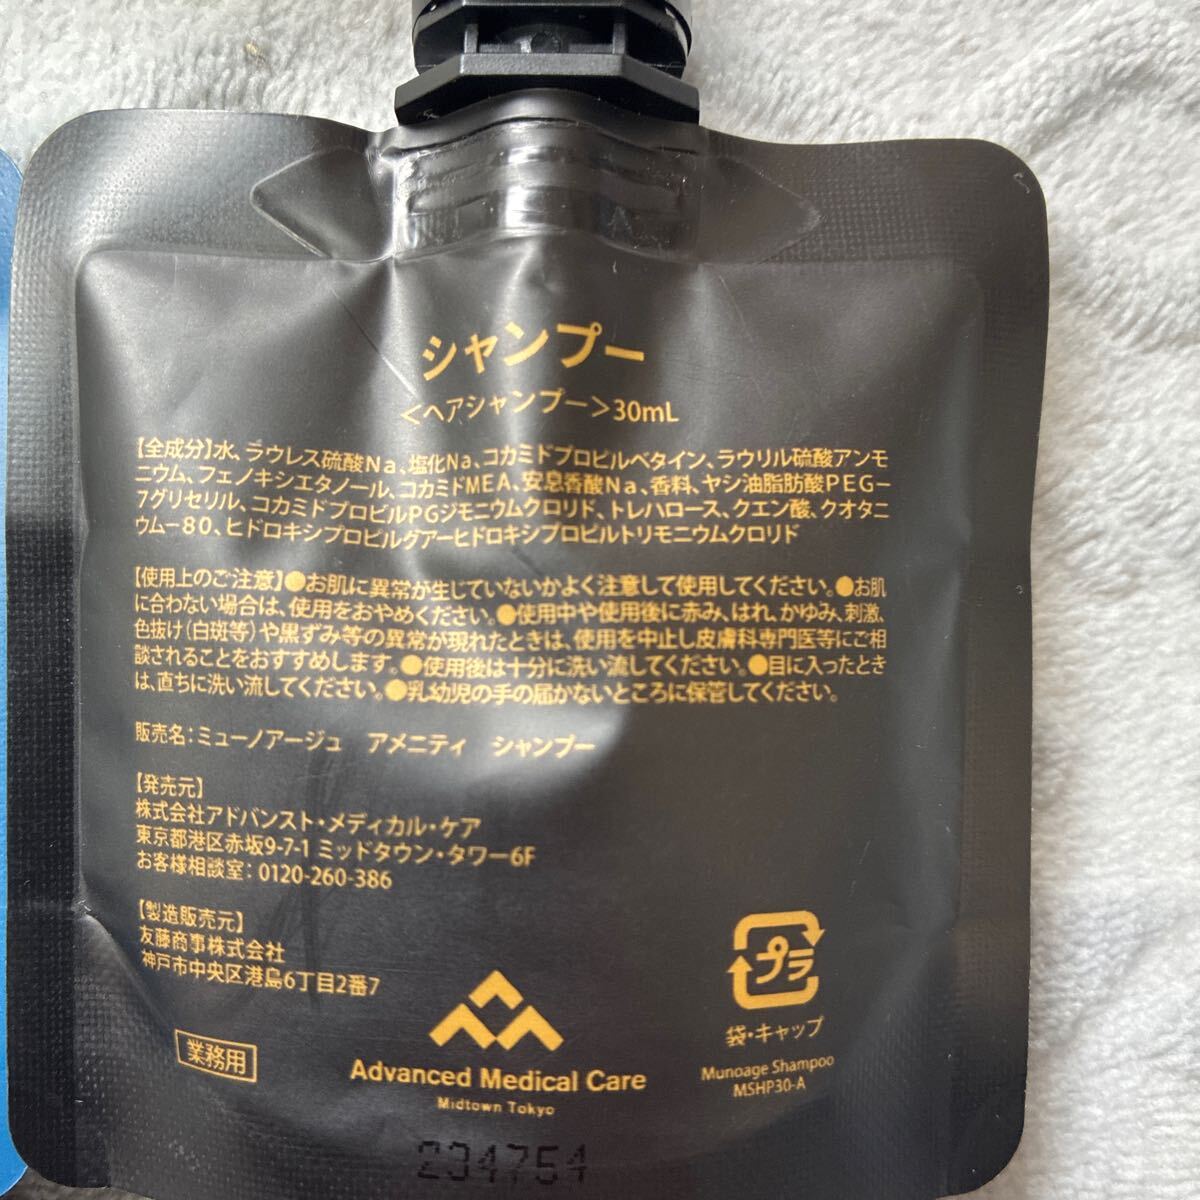 シャンプー
<ヘアシャンプー>30mL
【全成分】水、ラウレス硫酸Na、塩化Na、コカミドプロピルベタイン、ラウリル硫酸アンモ
ニウム、フェノキシエタノール、コカミドMEA、安息香酸Na、香料、ヤシ油脂肪酸PEG-
7グリセリル、コカミドプロピルPGジモニウムクロリド、トレハロース、クエン酸、クオタニ
ウム-80、ヒドロキシプロピルグアーヒドロキシプロピルトリモニウムクロリド
【使用上のご注意】●お肌に異常が生じていないかよく注意して使用してください。●お肌
に合わない場合は、使用をおやめください。●使用中や使用後に赤み、はれ、かゆみ、刺激、
色抜け(白斑等)や黒ずみ等の異常が現れたときは、使用を中止し皮膚科専門医等にご相
談されることをおすすめします。●使用後は十分に洗い流してください。●目に入ったとき
は、直ちに洗い流してください。●乳幼児の手の届かないところに保管してください。
販売名:ミューノアージュ アメニティ シャンプー
【発売元】
株式会社アドバンスト・メディカル・ケア
東京都港区赤坂9-7-1 ミッドタウン・タワー6F
お客様相談室: 0120-260-386
【製造販売元】
友藤商事株式会社
神戸市中央区港島6丁目2番7
業務用
Advanced Medical Care
Midtown Tokyo
プラ
袋・キャップ
Munoage Shampoo
MSHP30-A
234754